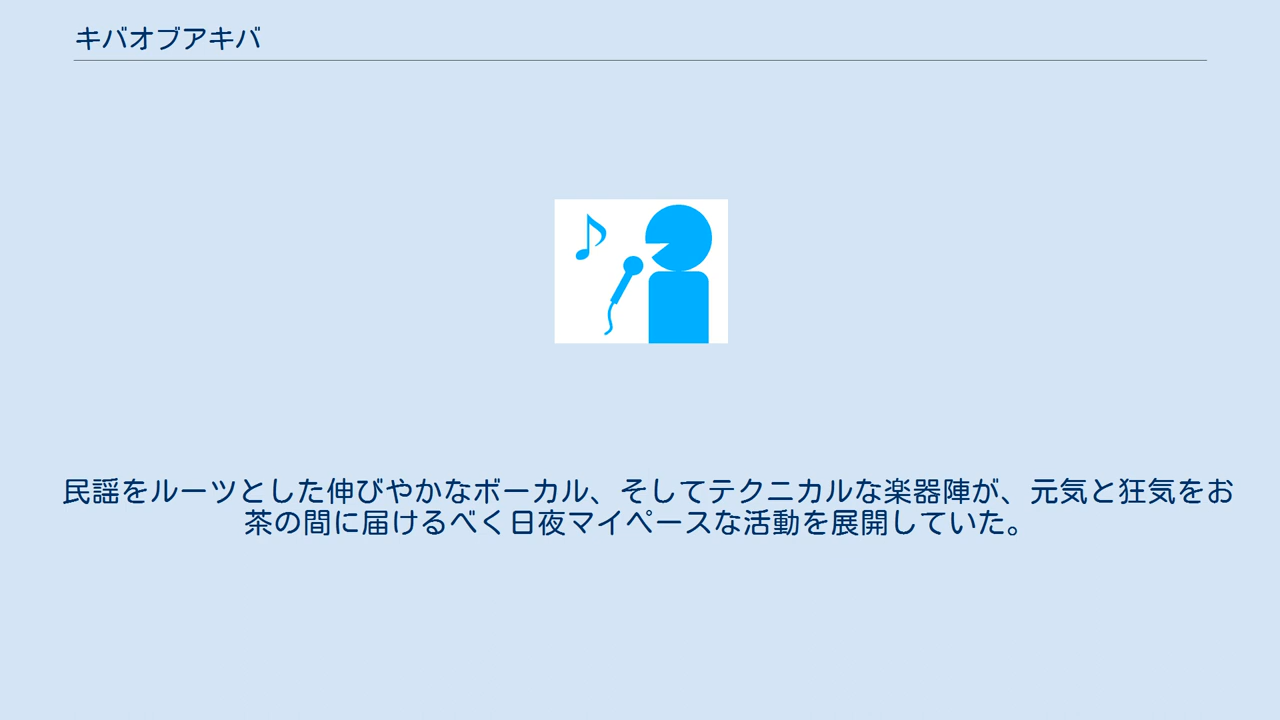 キバオブアキバ
民謡をルーツとした伸びやかなボーカル、そしてテクニカルな楽器陣が、元気と狂気をお
茶の間に届けるべく日夜マイペースな活動を展開していた。